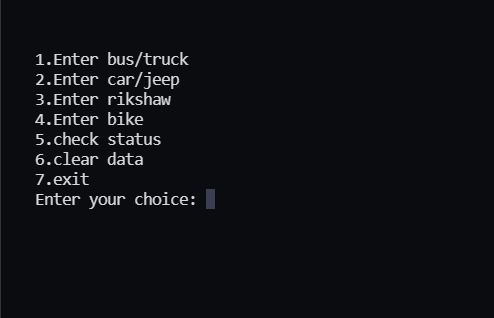 1.Enter bus/truck
2.Enter car/jeep
3.Enter rikshaw
4.Enter bike
5.check status
6.clear data
7.exit
Enter your choice: